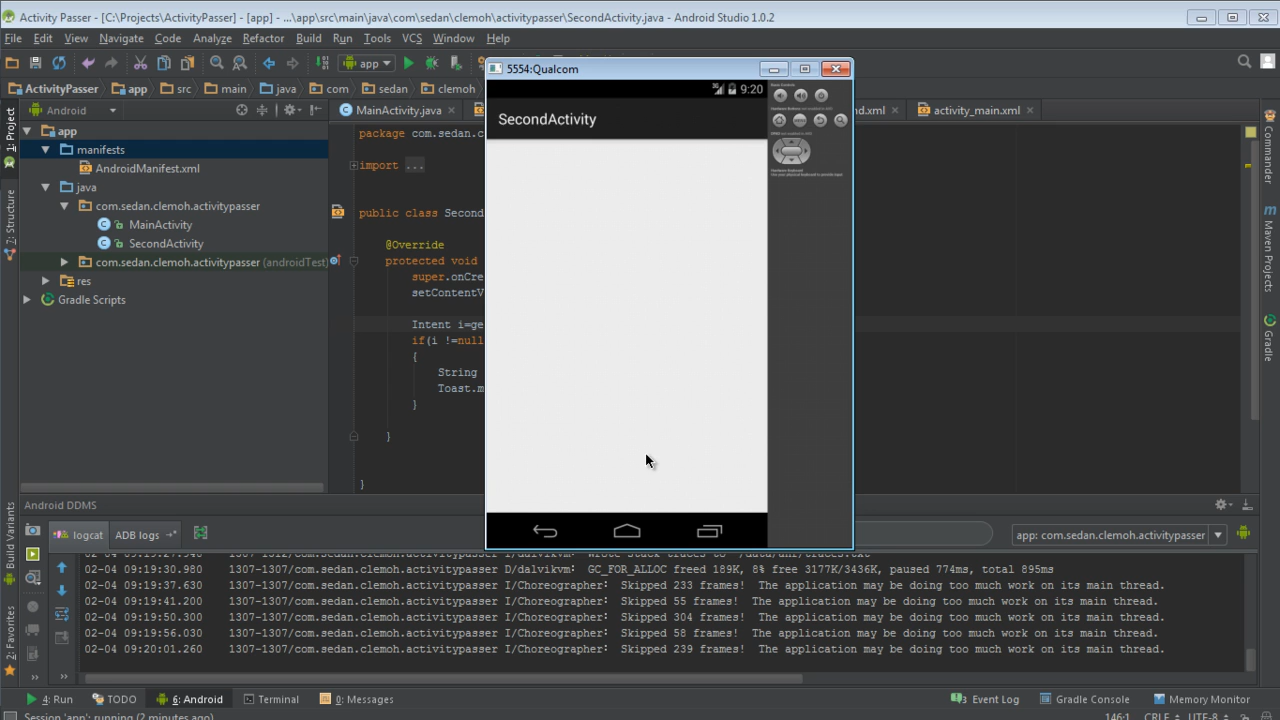 Activity Passer - [C:\Projects\ActivityPasser] - [app] - ...\app\src\main\java\com\sedan\clemoh\activitypasser\SecondActivity.java - Android Studio 1.0.2
File Edit View Navigate Code Analyze Refactor Build Run Tools VCS Window Help
app
ActivityPasser app src main java com sedan clemoh
Android
MainActivity.java
nd.xml
activity_main.xml
1: Project
7: Structure
Build Variants
2: Favorites
app
manifests
AndroidManifest.xml
java
com.sedan.clemoh.activitypasser
MainActivity
SecondActivity
com.sedan.clemoh.activitypasser (androidTest)
res
Gradle Scripts
package com.sedan.c
import ...
public class Second
@Override
protected void
super.onCre
setContentV
Intent i=ge
if(i !=null
{
String
Toast.m
}
}
}
5554:Qualcom
9:20
SecondActivity
Commander
Maven Projects
Gradle
Android DDMS
logcat
ADB logs
app: com.sedan.clemoh.activitypasser
02-04 09:19:30.980 1307-1307/com.sedan.clemoh.activitypasser D/dalvikvm: GC_FOR_ALLOC freed 189K, 8% free 3177K/3436K, paused 774ms, total 895ms
02-04 09:19:37.630 1307-1307/com.sedan.clemoh.activitypasser I/Choreographer: Skipped 233 frames! The application may be doing too much work on its main thread.
02-04 09:19:41.200 1307-1307/com.sedan.clemoh.activitypasser I/Choreographer: Skipped 55 frames! The application may be doing too much work on its main thread.
02-04 09:19:50.300 1307-1307/com.sedan.clemoh.activitypasser I/Choreographer: Skipped 304 frames! The application may be doing too much work on its main thread.
02-04 09:19:56.030 1307-1307/com.sedan.clemoh.activitypasser I/Choreographer: Skipped 58 frames! The application may be doing too much work on its main thread.
02-04 09:20:01.260 1307-1307/com.sedan.clemoh.activitypasser I/Choreographer: Skipped 239 frames! The application may be doing too much work on its main thread.
4: Run TODO 6: Android Terminal 0: Messages 3 Event Log Gradle Console Memory Monitor
Session 'app': running (2 minutes ago) 146:1 CRLF UTF-8